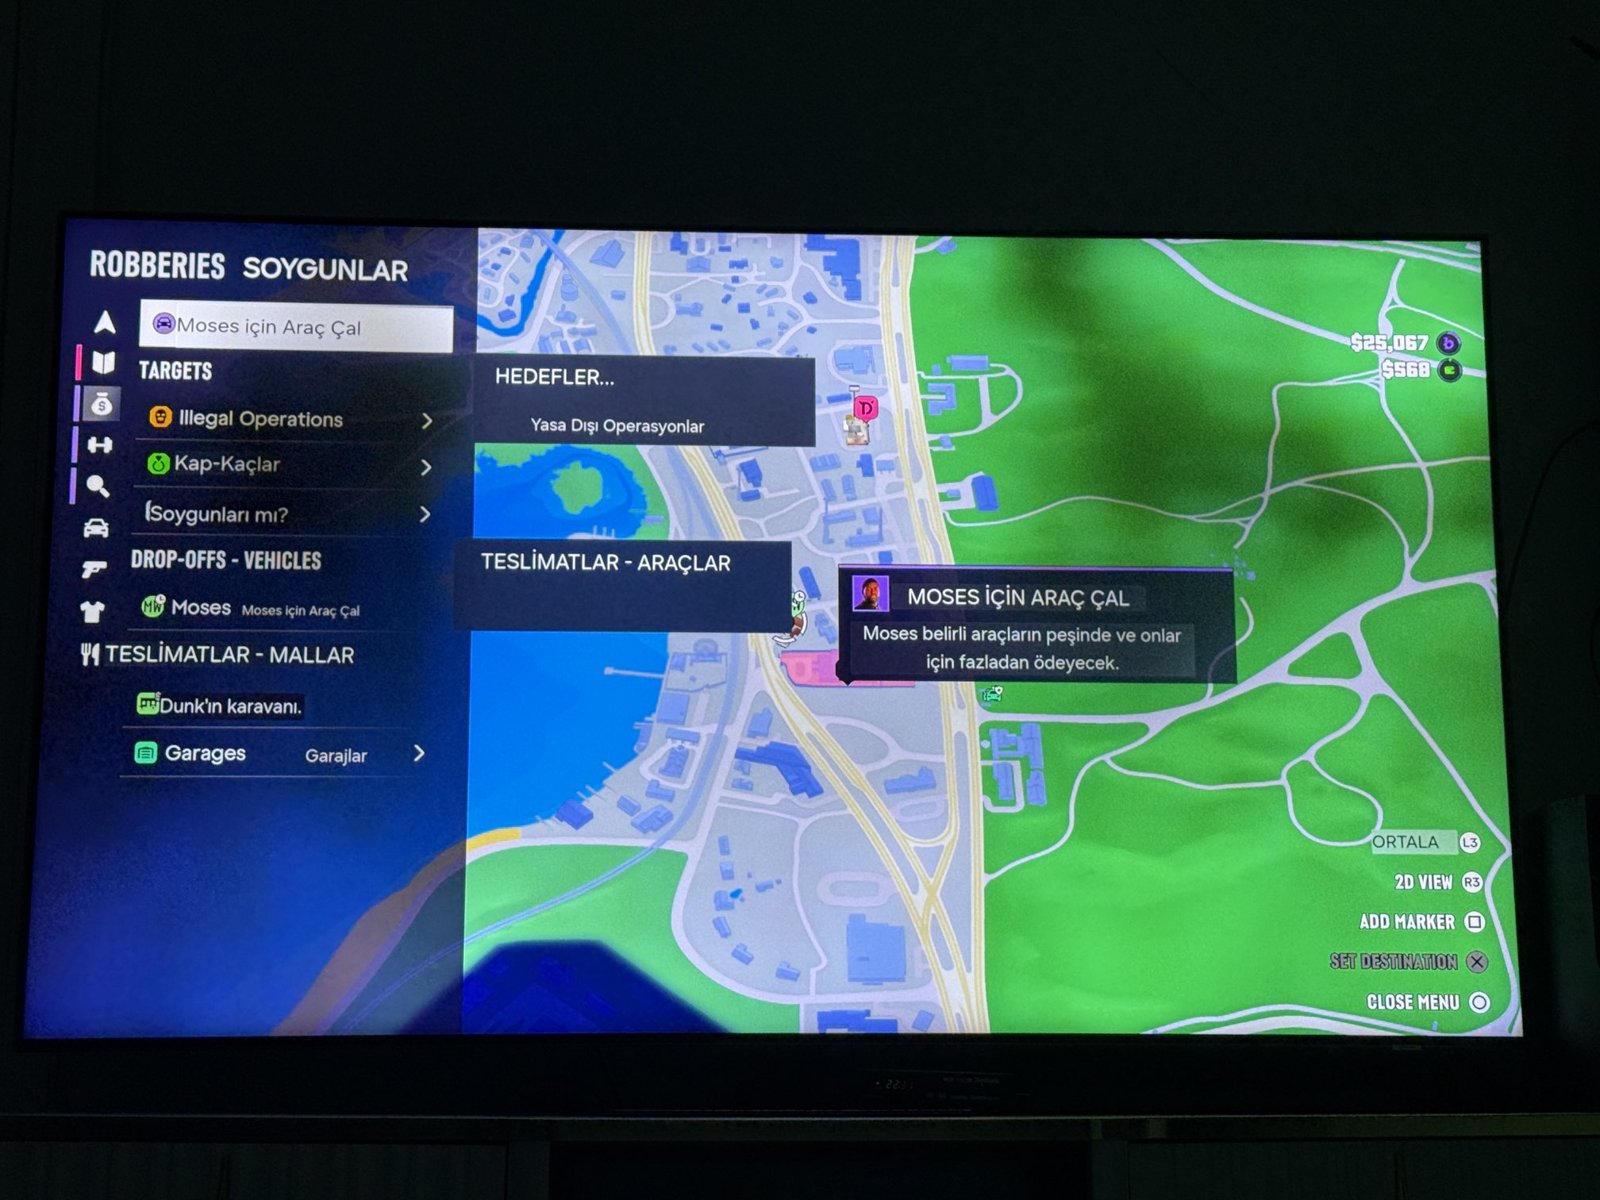 ROBBERIES SOYGUNLAR
Moses için Araç Çal
TARGETS
HEDEFLER...
Illegal Operations
Yasa Dışı Operasyonlar
Kap-Kaçlar
Soygunları mı?
DROP-OFFS - VEHICLES
TESLİMATLAR - ARAÇLAR
MW Moses Moses için Araç Çal
TESLİMATLAR - MALLAR
Dunk'ın karavanı.
Garages Garajlar
MOSES İÇİN ARAÇ ÇAL
Moses belirli araçların peşinde ve onlar
için fazladan ödeyecek.
$25,067
$568
ORTALA L3
2D VIEW R3
ADD MARKER
SET DESTINATION
CLOSE MENU